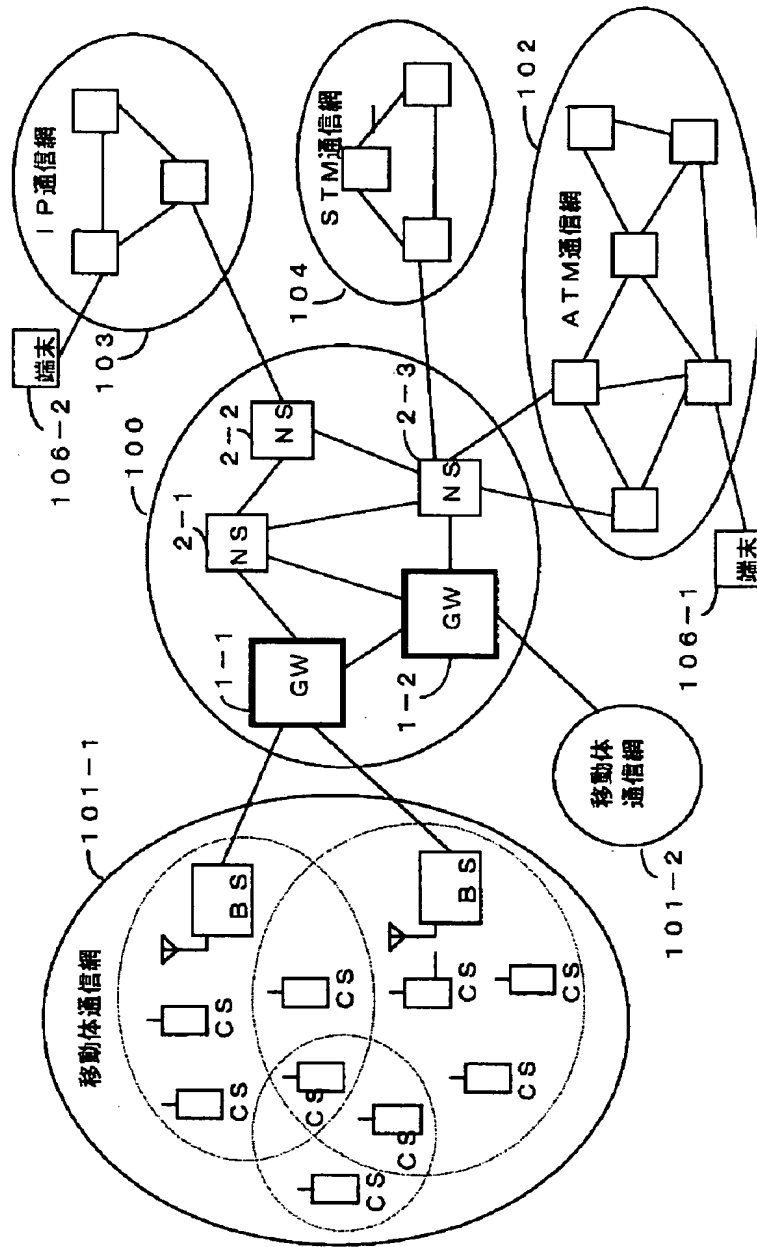 101-1
移動体通信網
CS
CS
BS
CS
CS
CS
CS
CS
BS
CS
CS
100
1-1
GW
2-1
NS
2-2
NS
2-3
NS
1-2
GW
移動体
通信網
101-2
106-2
端末
103
IP通信網
104
STM通信網
102
ATM通信網
106-1
端末